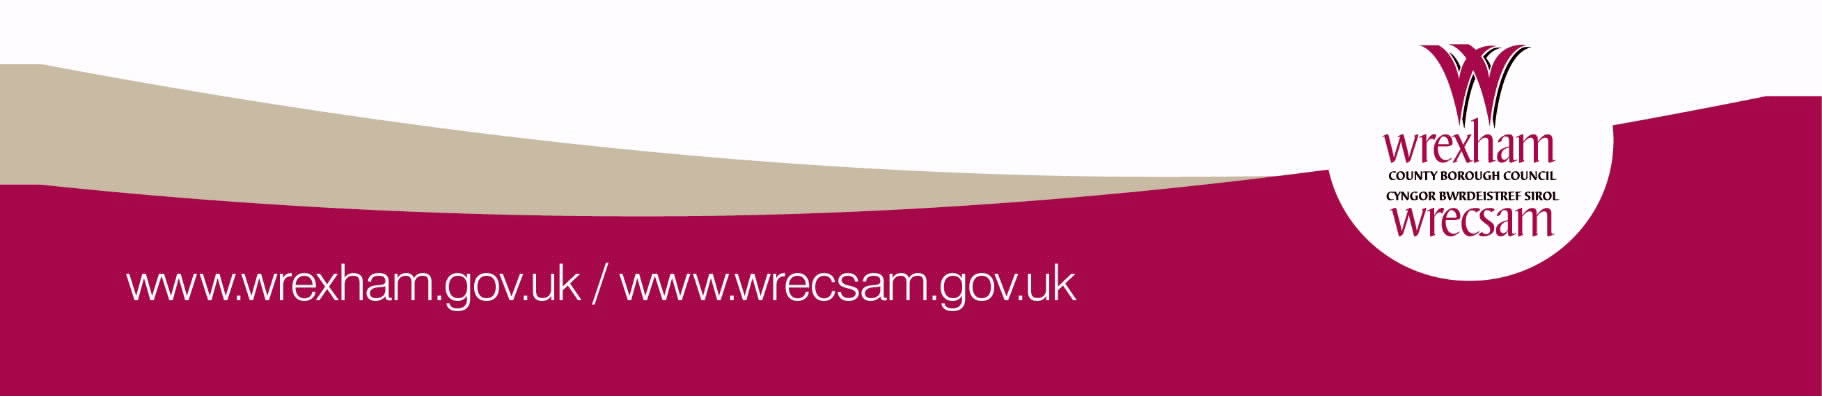 wrexham
COUNTY BOROUGH COUNCIL
CYNGOR BWRDEISTREF SIROL
wrecsam
www.wrexham.gov.uk / www.wrecsam.gov.uk